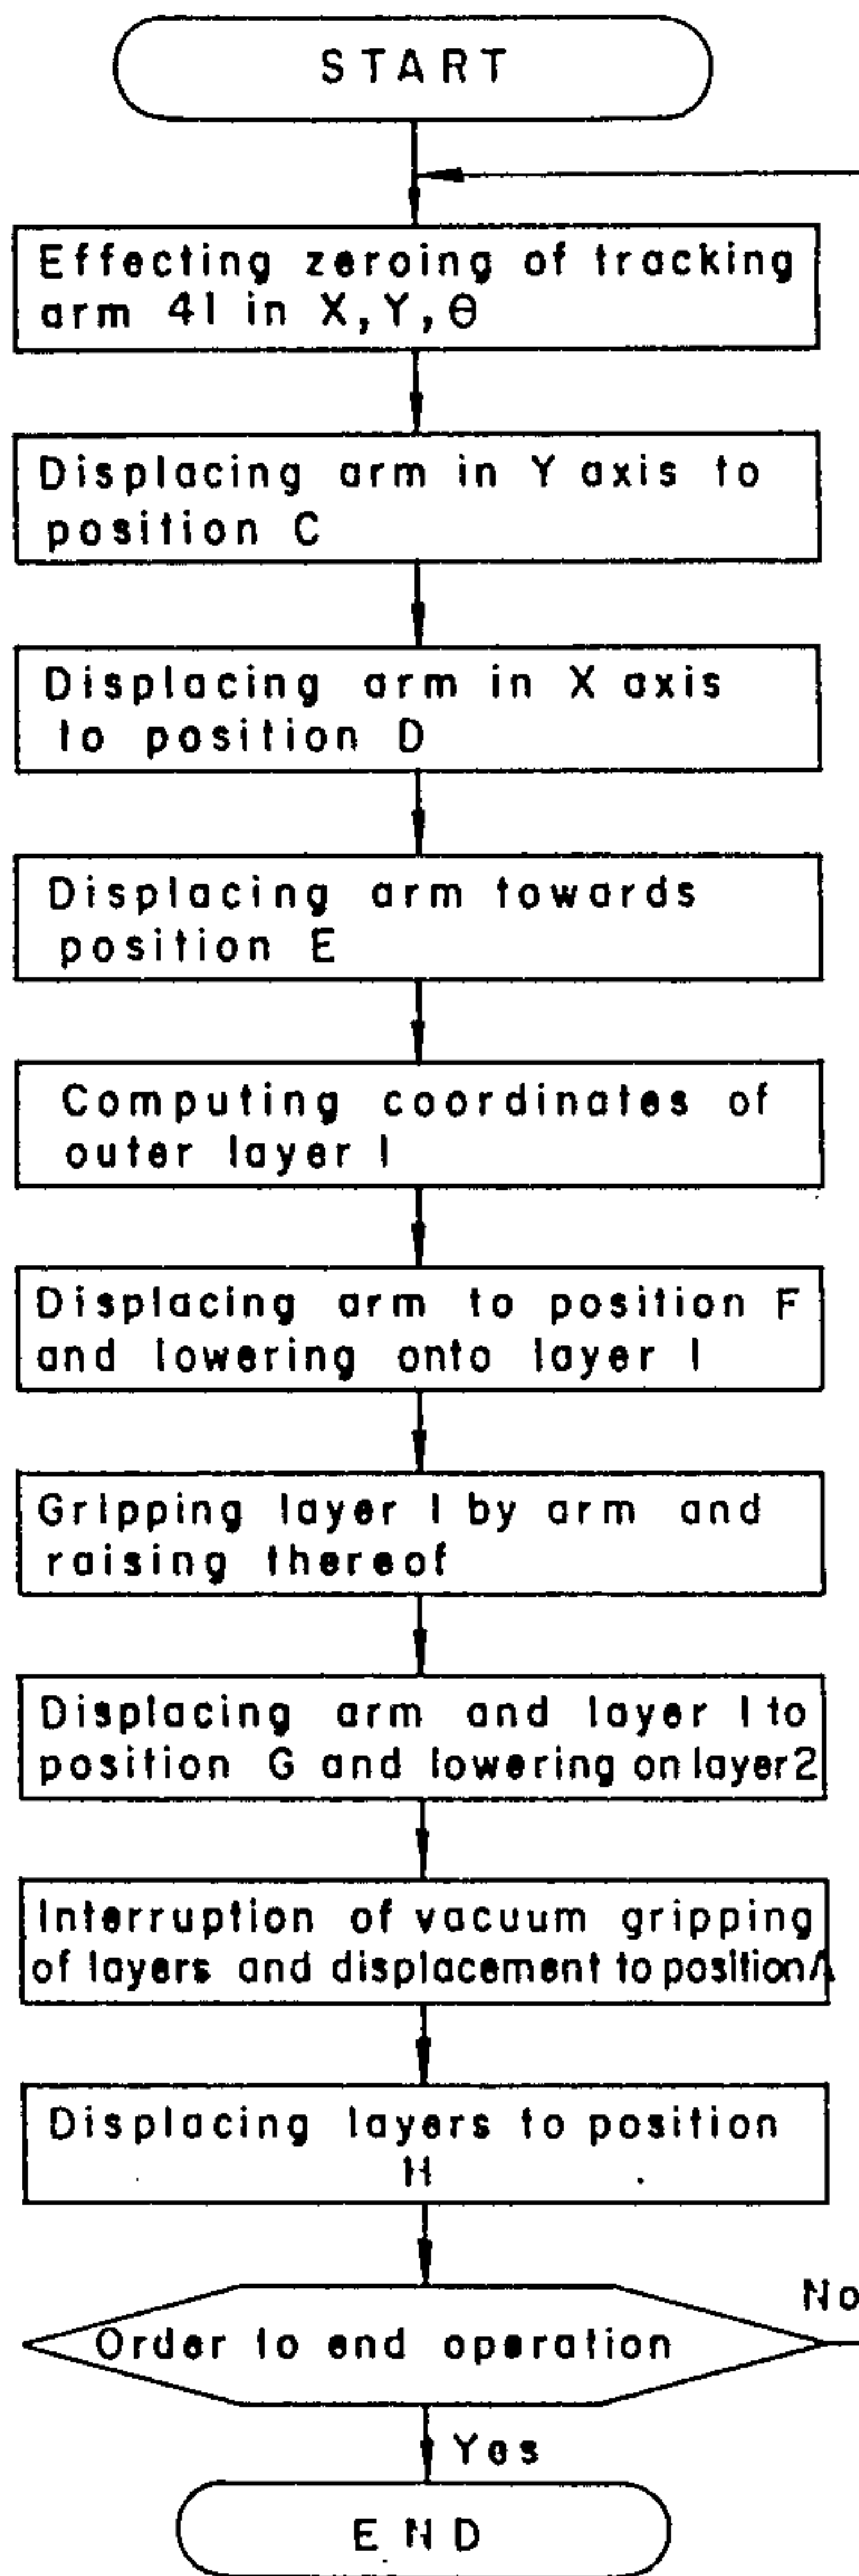 START
Effecting zeroing of tracking
arm 41 in X, Y, θ
Displacing arm in Y axis to
position C
Displacing arm in X axis
to position D
Displacing arm towards
position E
Computing coordinates of
outer layer 1
Displacing arm to position F
and lowering onto layer 1
Gripping layer 1 by arm and
raising thereof
Displacing arm and layer 1 to
position G and lowering on layer 2
Interruption of vacuum gripping
of layers and displacement to position A
Displacing layers to position
H
No
Order to end operation
Yes
END